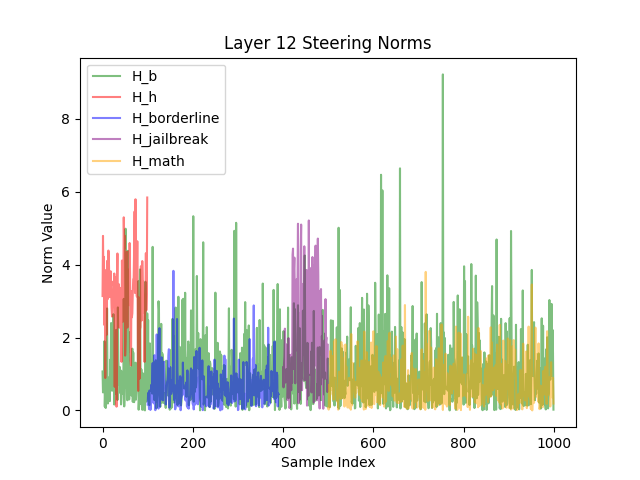 Layer 12 Steering Norms
H_b
H_h
H_borderline
H_jailbreak
H_math
Norm Value
8
6
4
2
0
0 200 400 600 800 1000
Sample Index